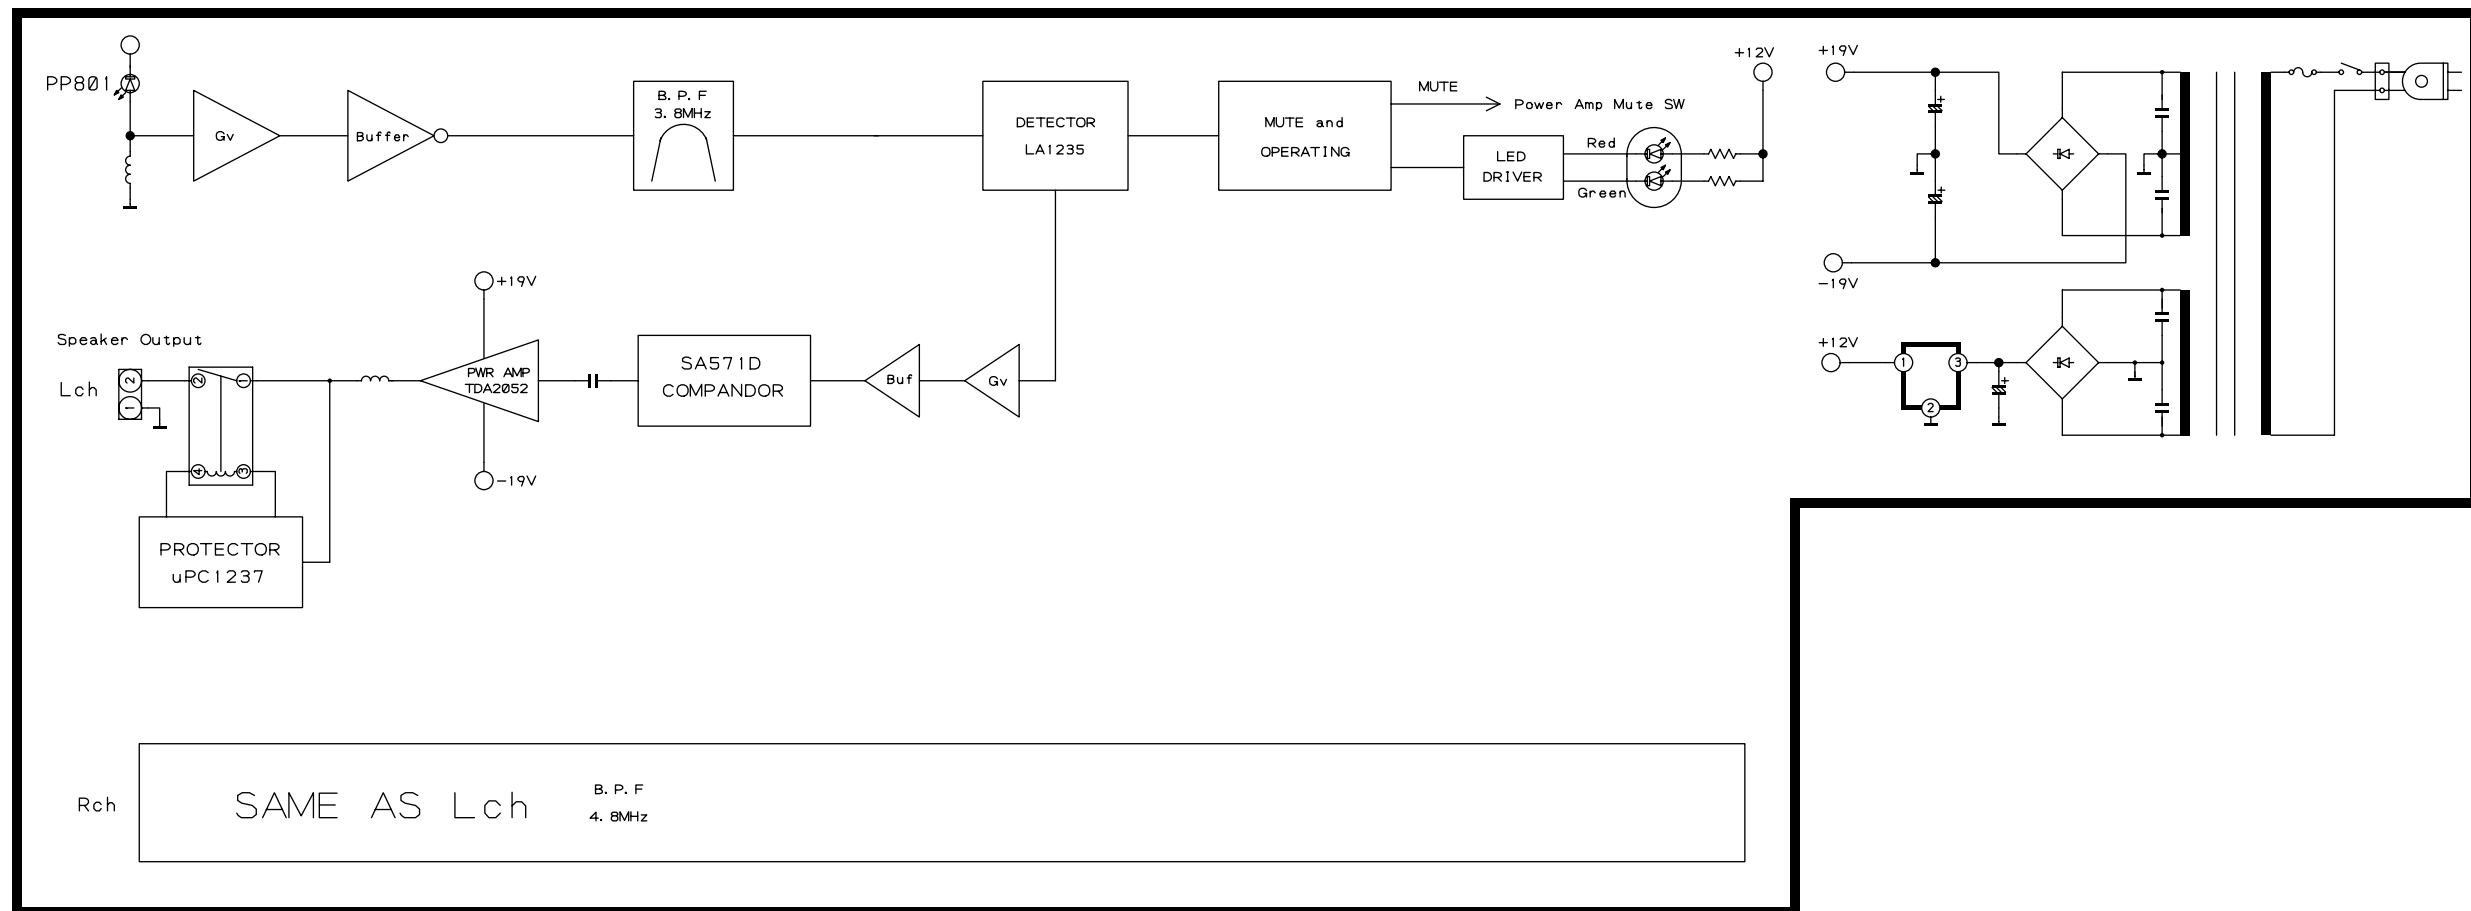 PP801
Gv
Buffer
B.P.F
3.8MHz
DETECTOR
LA1235
MUTE and
OPERATING
MUTE
Power Amp Mute SW
LED
DRIVER
Red
Green
+12V
+19V
-19V
+12V
1
3
2
Speaker Output
Lch
2
1
2
1
4
3
PROTECTOR
uPC1237
+19V
PWR AMP
TDA2052
-19V
SA571D
COMPANDOR
Buf
Gv
Rch
SAME AS Lch
B.P.F
4.8MHz